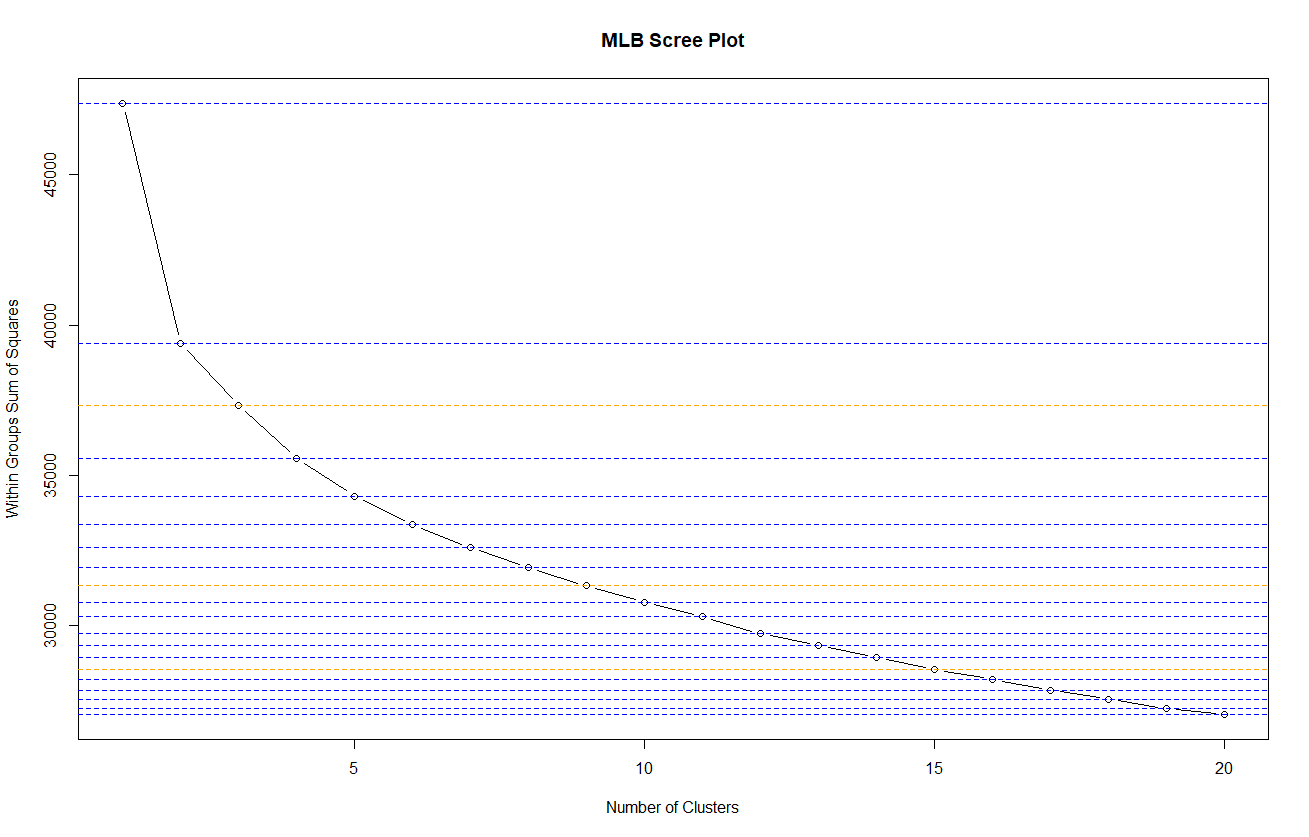 MLB Scree Plot
Within Groups Sum of Squares
45000
40000
35000
30000
5
10
15
20
Number of Clusters